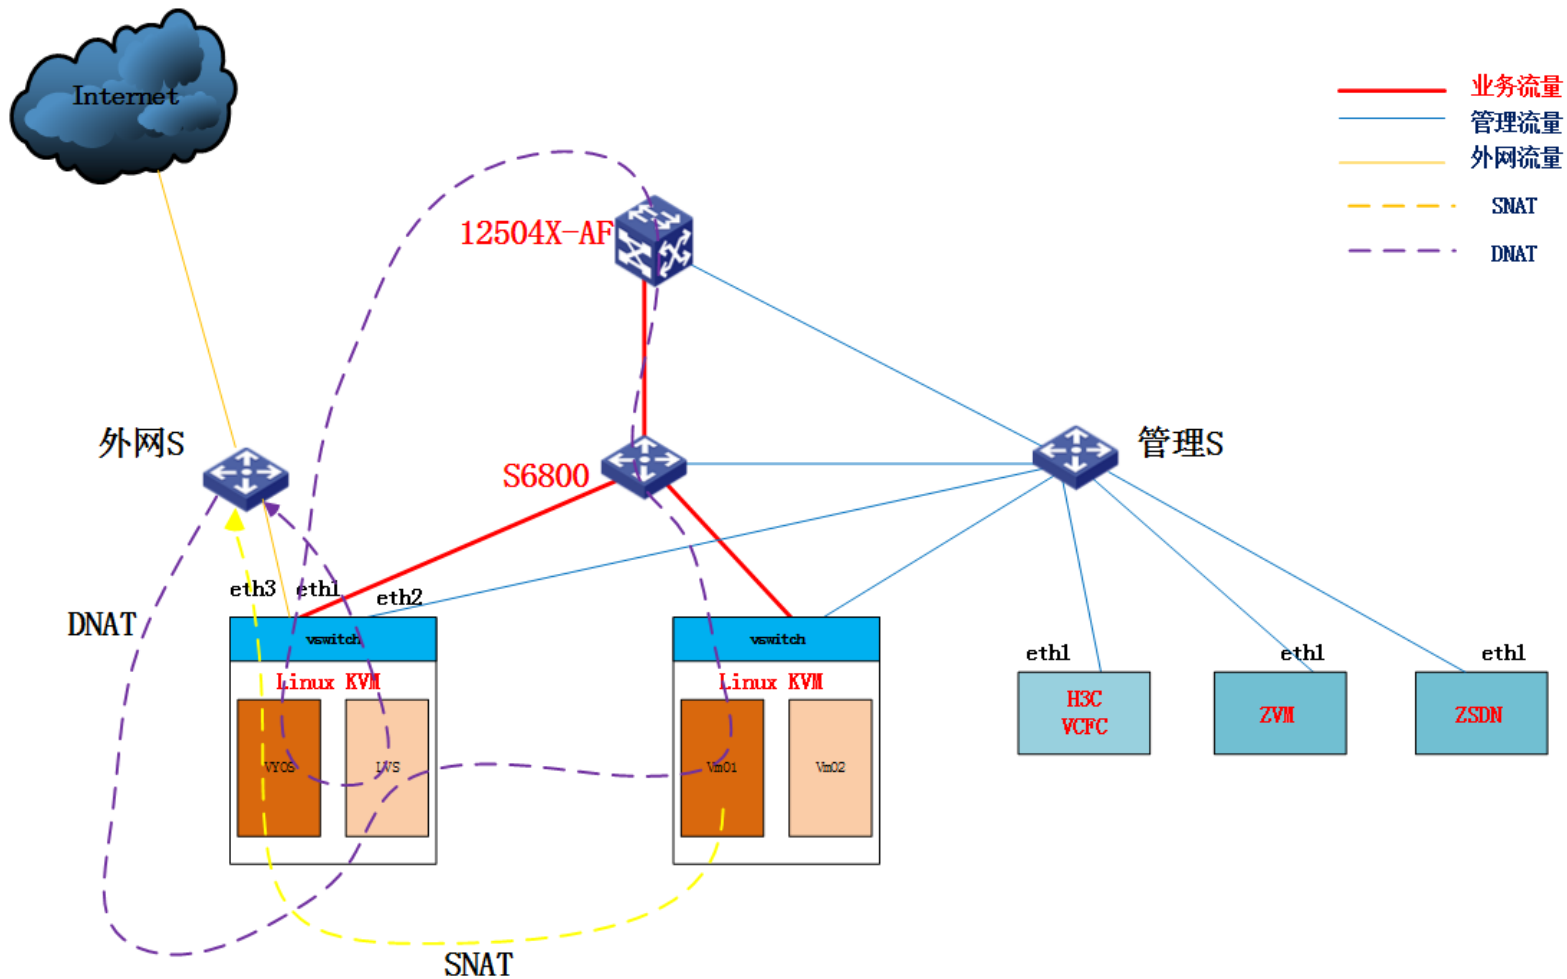 Internet
业务流量
管理流量
外网流量
SNAT
DNAT
12504X-AF
外网S
S6800
管理S
eth3
eth1
eth2
DNAT
vswitch
vswitch
Linux KVM
Linux KVM
eth1
eth1
eth1
H3C
VCFC
ZVM
ZSDN
VYOS
LVS
Vm01
Vm02
SNAT